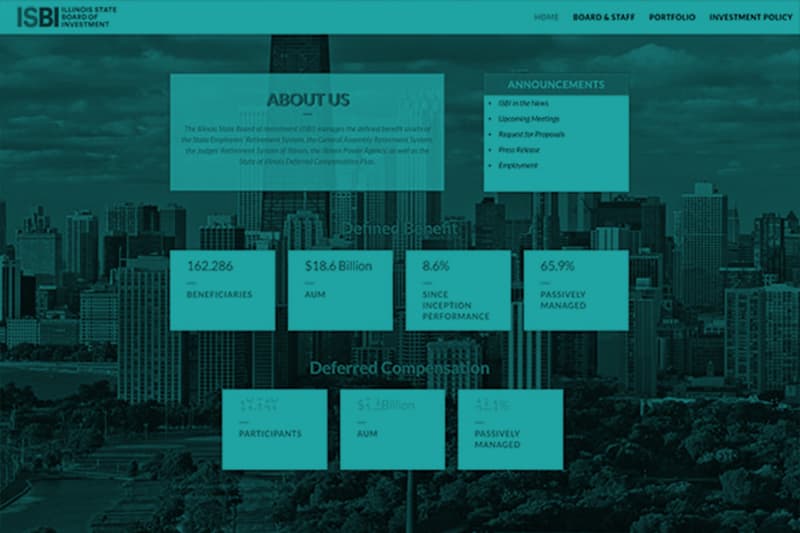 ISBI ILLINOIS STATE
BOARD OF
INVESTMENT
HOME BOARD & STAFF PORTFOLIO INVESTMENT POLICY
ABOUT US
The Illinois State Board of Investment (ISBI) manages the defined benefit assets of
the State Employees' Retirement System, the General Assembly Retirement System,
the Judges' Retirement System of Illinois, the Illinois Power Agency, as well as the
State of Illinois Deferred Compensation Plan.
ANNOUNCEMENTS
ISBI in the News
Upcoming Meetings
Request for Proposals
Press Release
Employment
Defined Benefit
162,286
BENEFICIARIES
$18.6 Billion
AUM
8.6%
SINCE
INCEPTION
PERFORMANCE
65.9%
PASSIVELY
MANAGED
Deferred Compensation
PARTICIPANTS
Billion
AUM
PASSIVELY
MANAGED